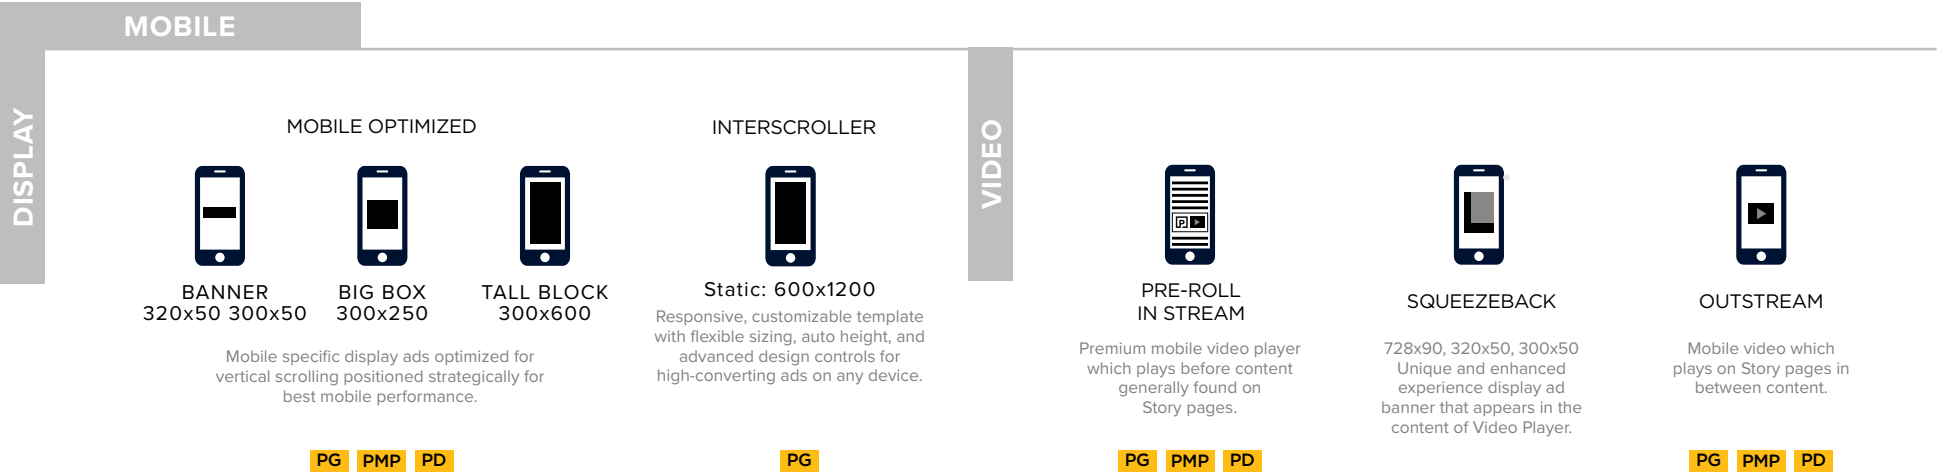 MOBILE
DISPLAY
MOBILE OPTIMIZED
BANNER
320x50 300x50
BIG BOX
300x250
TALL BLOCK
300x600
Mobile specific display ads optimized for
vertical scrolling positioned strategically for
best mobile performance.
PG PMP PD
INTERSCROLLER
Static: 600x1200
Responsive, customizable template
with flexible sizing, auto height, and
advanced design controls for
high-converting ads on any device.
PG
VIDEO
P
PRE-ROLL
IN STREAM
Premium mobile video player
which plays before content
generally found on
Story pages.
PG PMP PD
SQUEEZEBACK
728x90, 320x50, 300x50
Unique and enhanced
experience display ad
banner that appears in the
content of Video Player.
OUTSTREAM
Mobile video which
plays on Story pages in
between content.
PG PMP PD